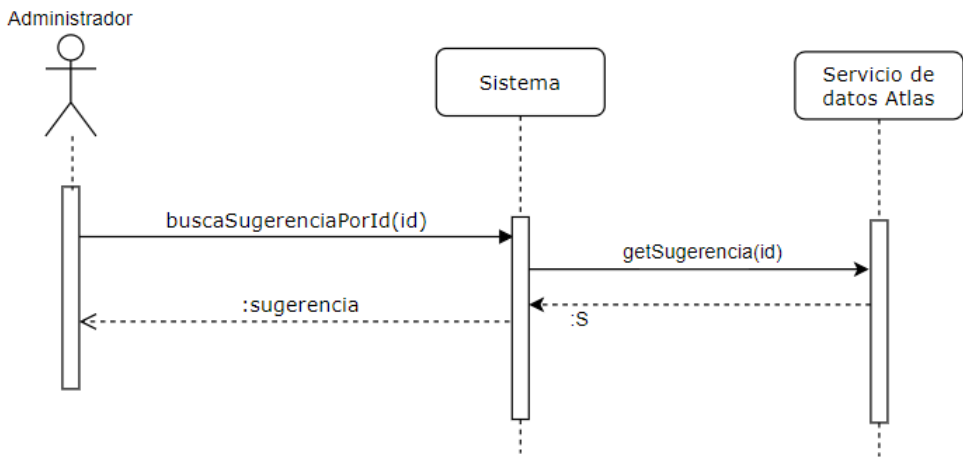 Administrador
Sistema
Servicio de
datos Atlas
buscaSugerenciaPorId(id)
getSugerencia(id)
:sugerencia
:S